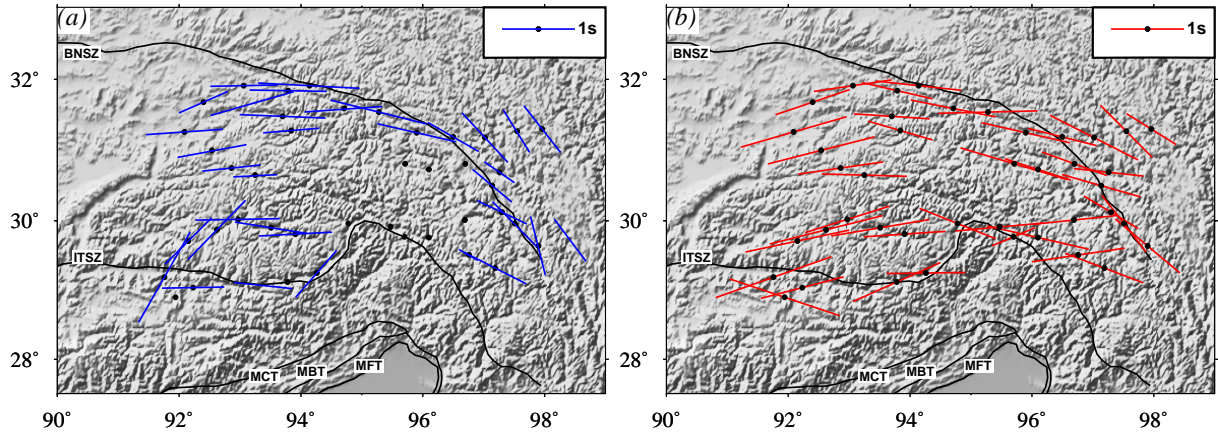 (a)
1s
BNSZ
32°
30°
ITSZ
28°
MCT
MBT
MFT
90°
92°
94°
96°
98°
(b)
1s
BNSZ
32°
30°
ITSZ
28°
MCT
MBT
MFT
90°
92°
94°
96°
98°